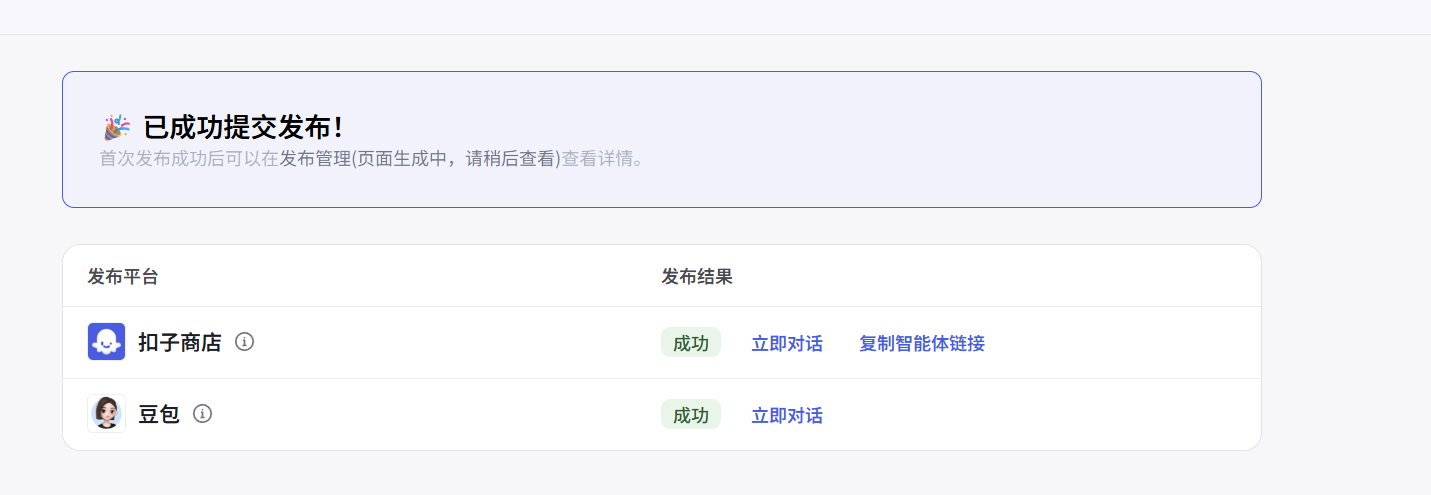 🎉 已成功提交发布！
首次发布成功后可以在发布管理(页面生成中，请稍后查看)查看详情。
发布平台 发布结果
扣子商店 成功 立即对话 复制智能体链接
豆包 成功 立即对话